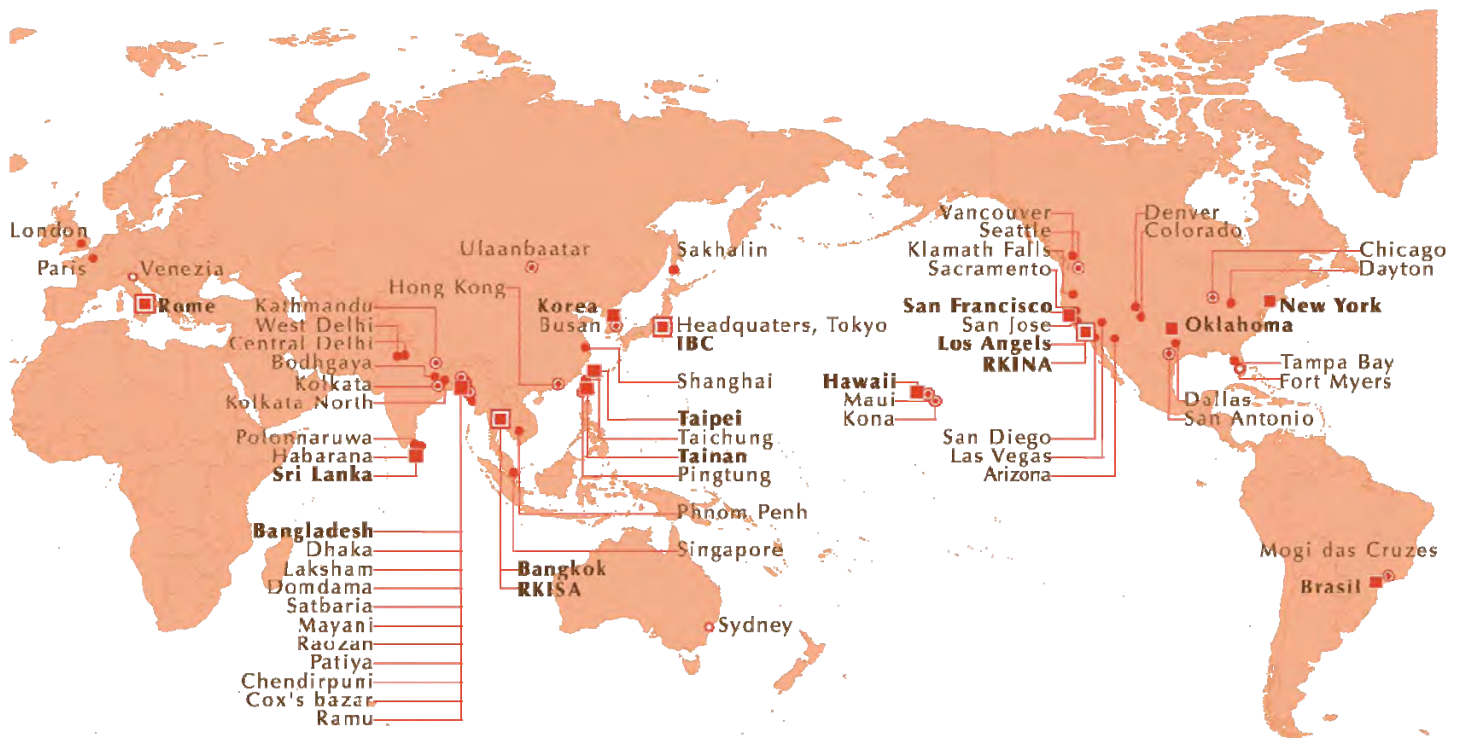 London
Paris
Venezia
Rome
Kathmandu
West Delhi
Central Delhi
Bodhgaya
Kolkata
Kolkata North
Polonnaruwa
Habarana
Sri Lanka
Bangladesh
Dhaka
Laksham
Domdama
Satbaria
Mayani
Raozan
Patiya
Chendirpuni
Cox's bazar
Ramu
Ulaanbaatar
Hong Kong
Korea
Busan
Sakhalin
Headquaters, Tokyo
IBC
Shanghai
Taipei
Taichung
Tainan
Pingtung
Phnom Penh
Singapore
Bangkok
RKISA
Sydney
Hawaii
Maui
Kona
Vancouver
Seattle
Klamath Falls
Sacramento
San Francisco
San Jose
Los Angels
RKINA
San Diego
Las Vegas
Arizona
Denver
Colorado
Chicago
Dayton
New York
Oklahoma
Tampa Bay
Fort Myers
Dallas
San Antonio
Mogi das Cruzes
Brasil